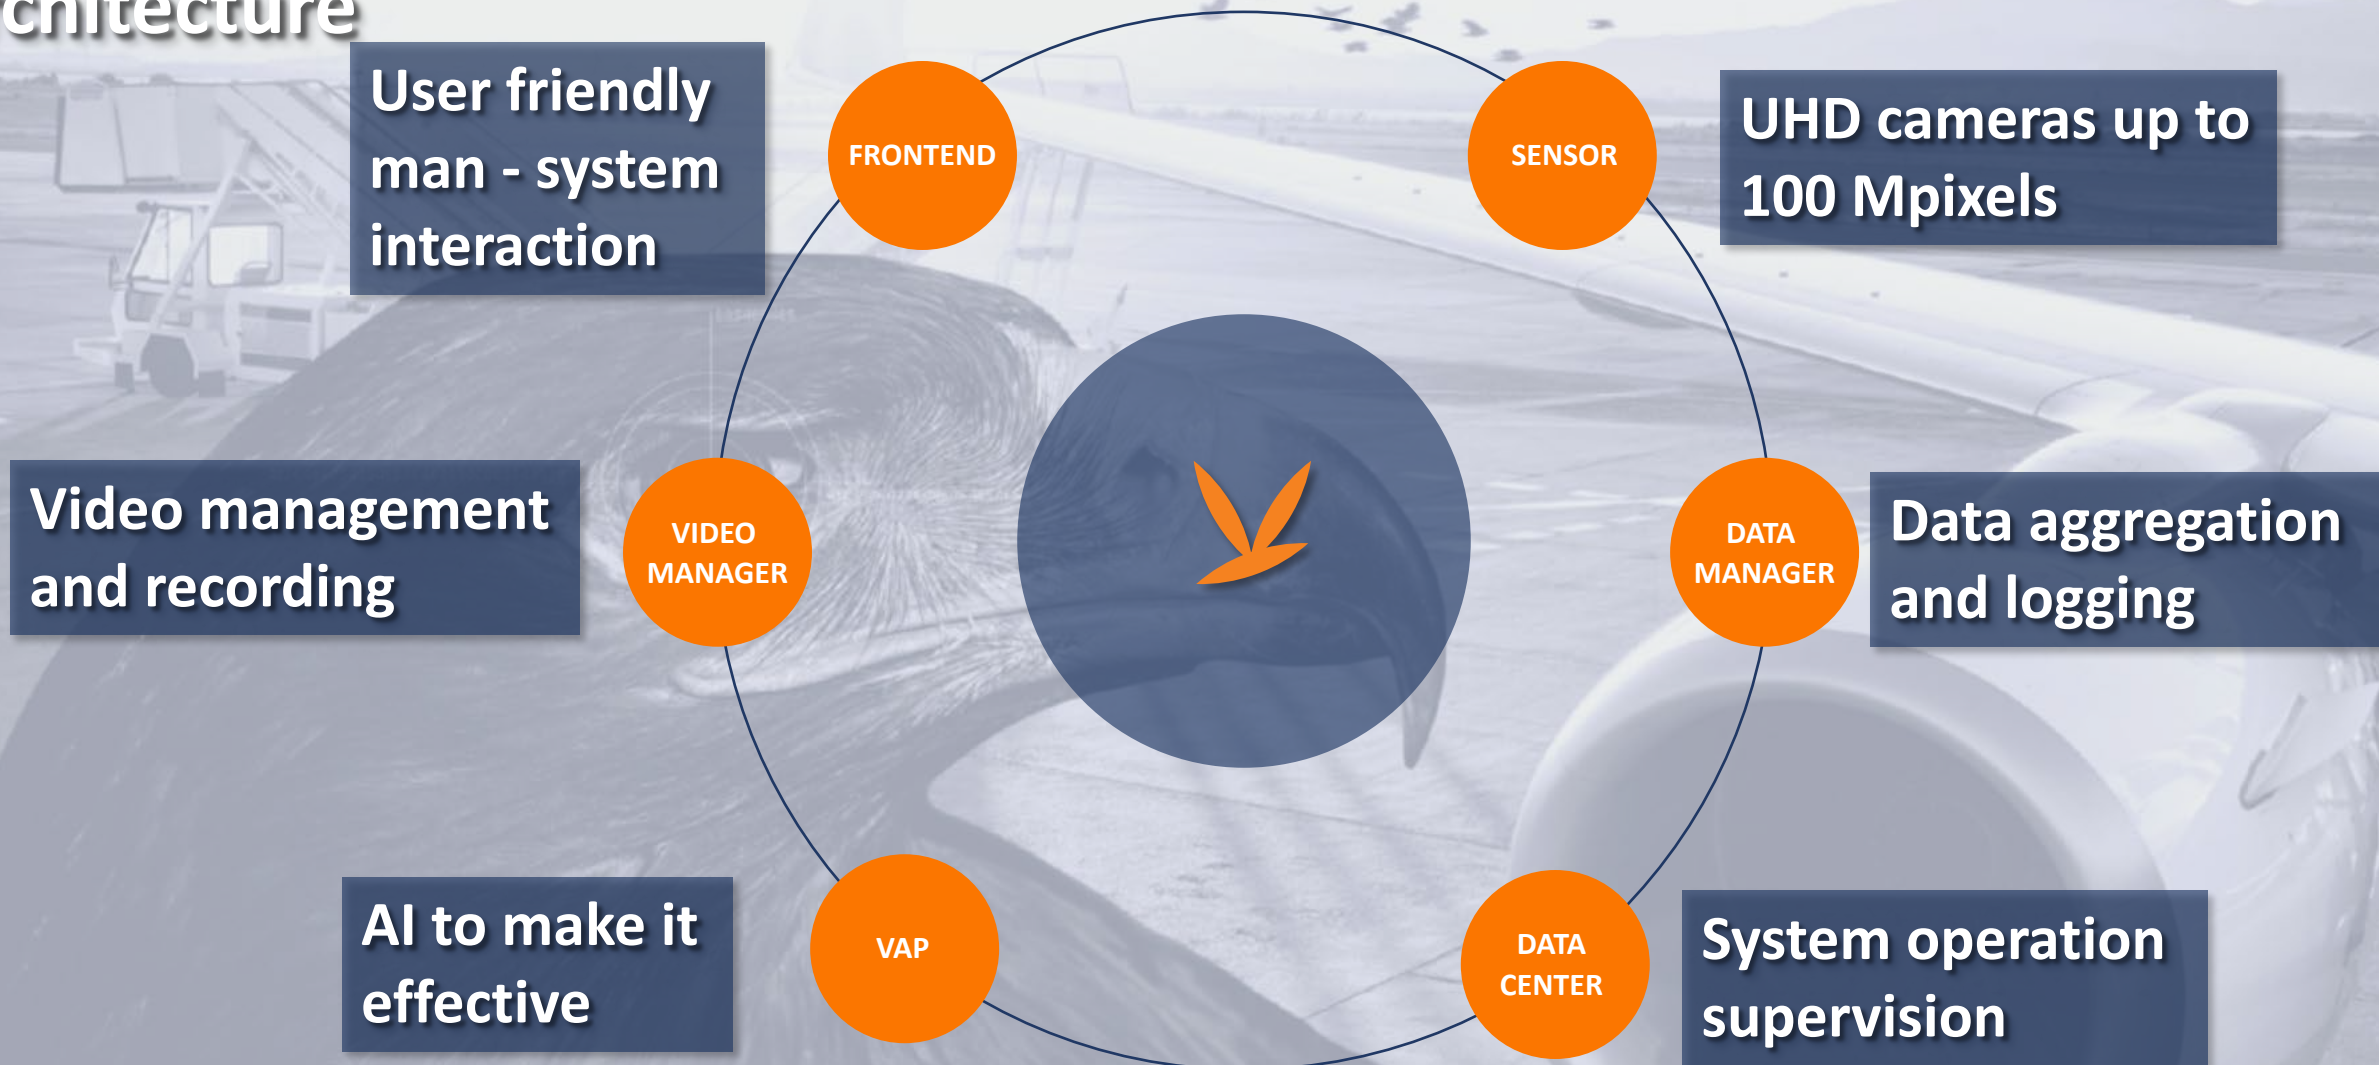 chitecture
User friendly
man - system
interaction
FRONTEND
SENSOR
UHD cameras up to
100 Mpixels
Video management
and recording
VIDEO
MANAGER
DATA
MANAGER
Data aggregation
and logging
AI to make it
effective
VAP
DATA
CENTER
System operation
supervision